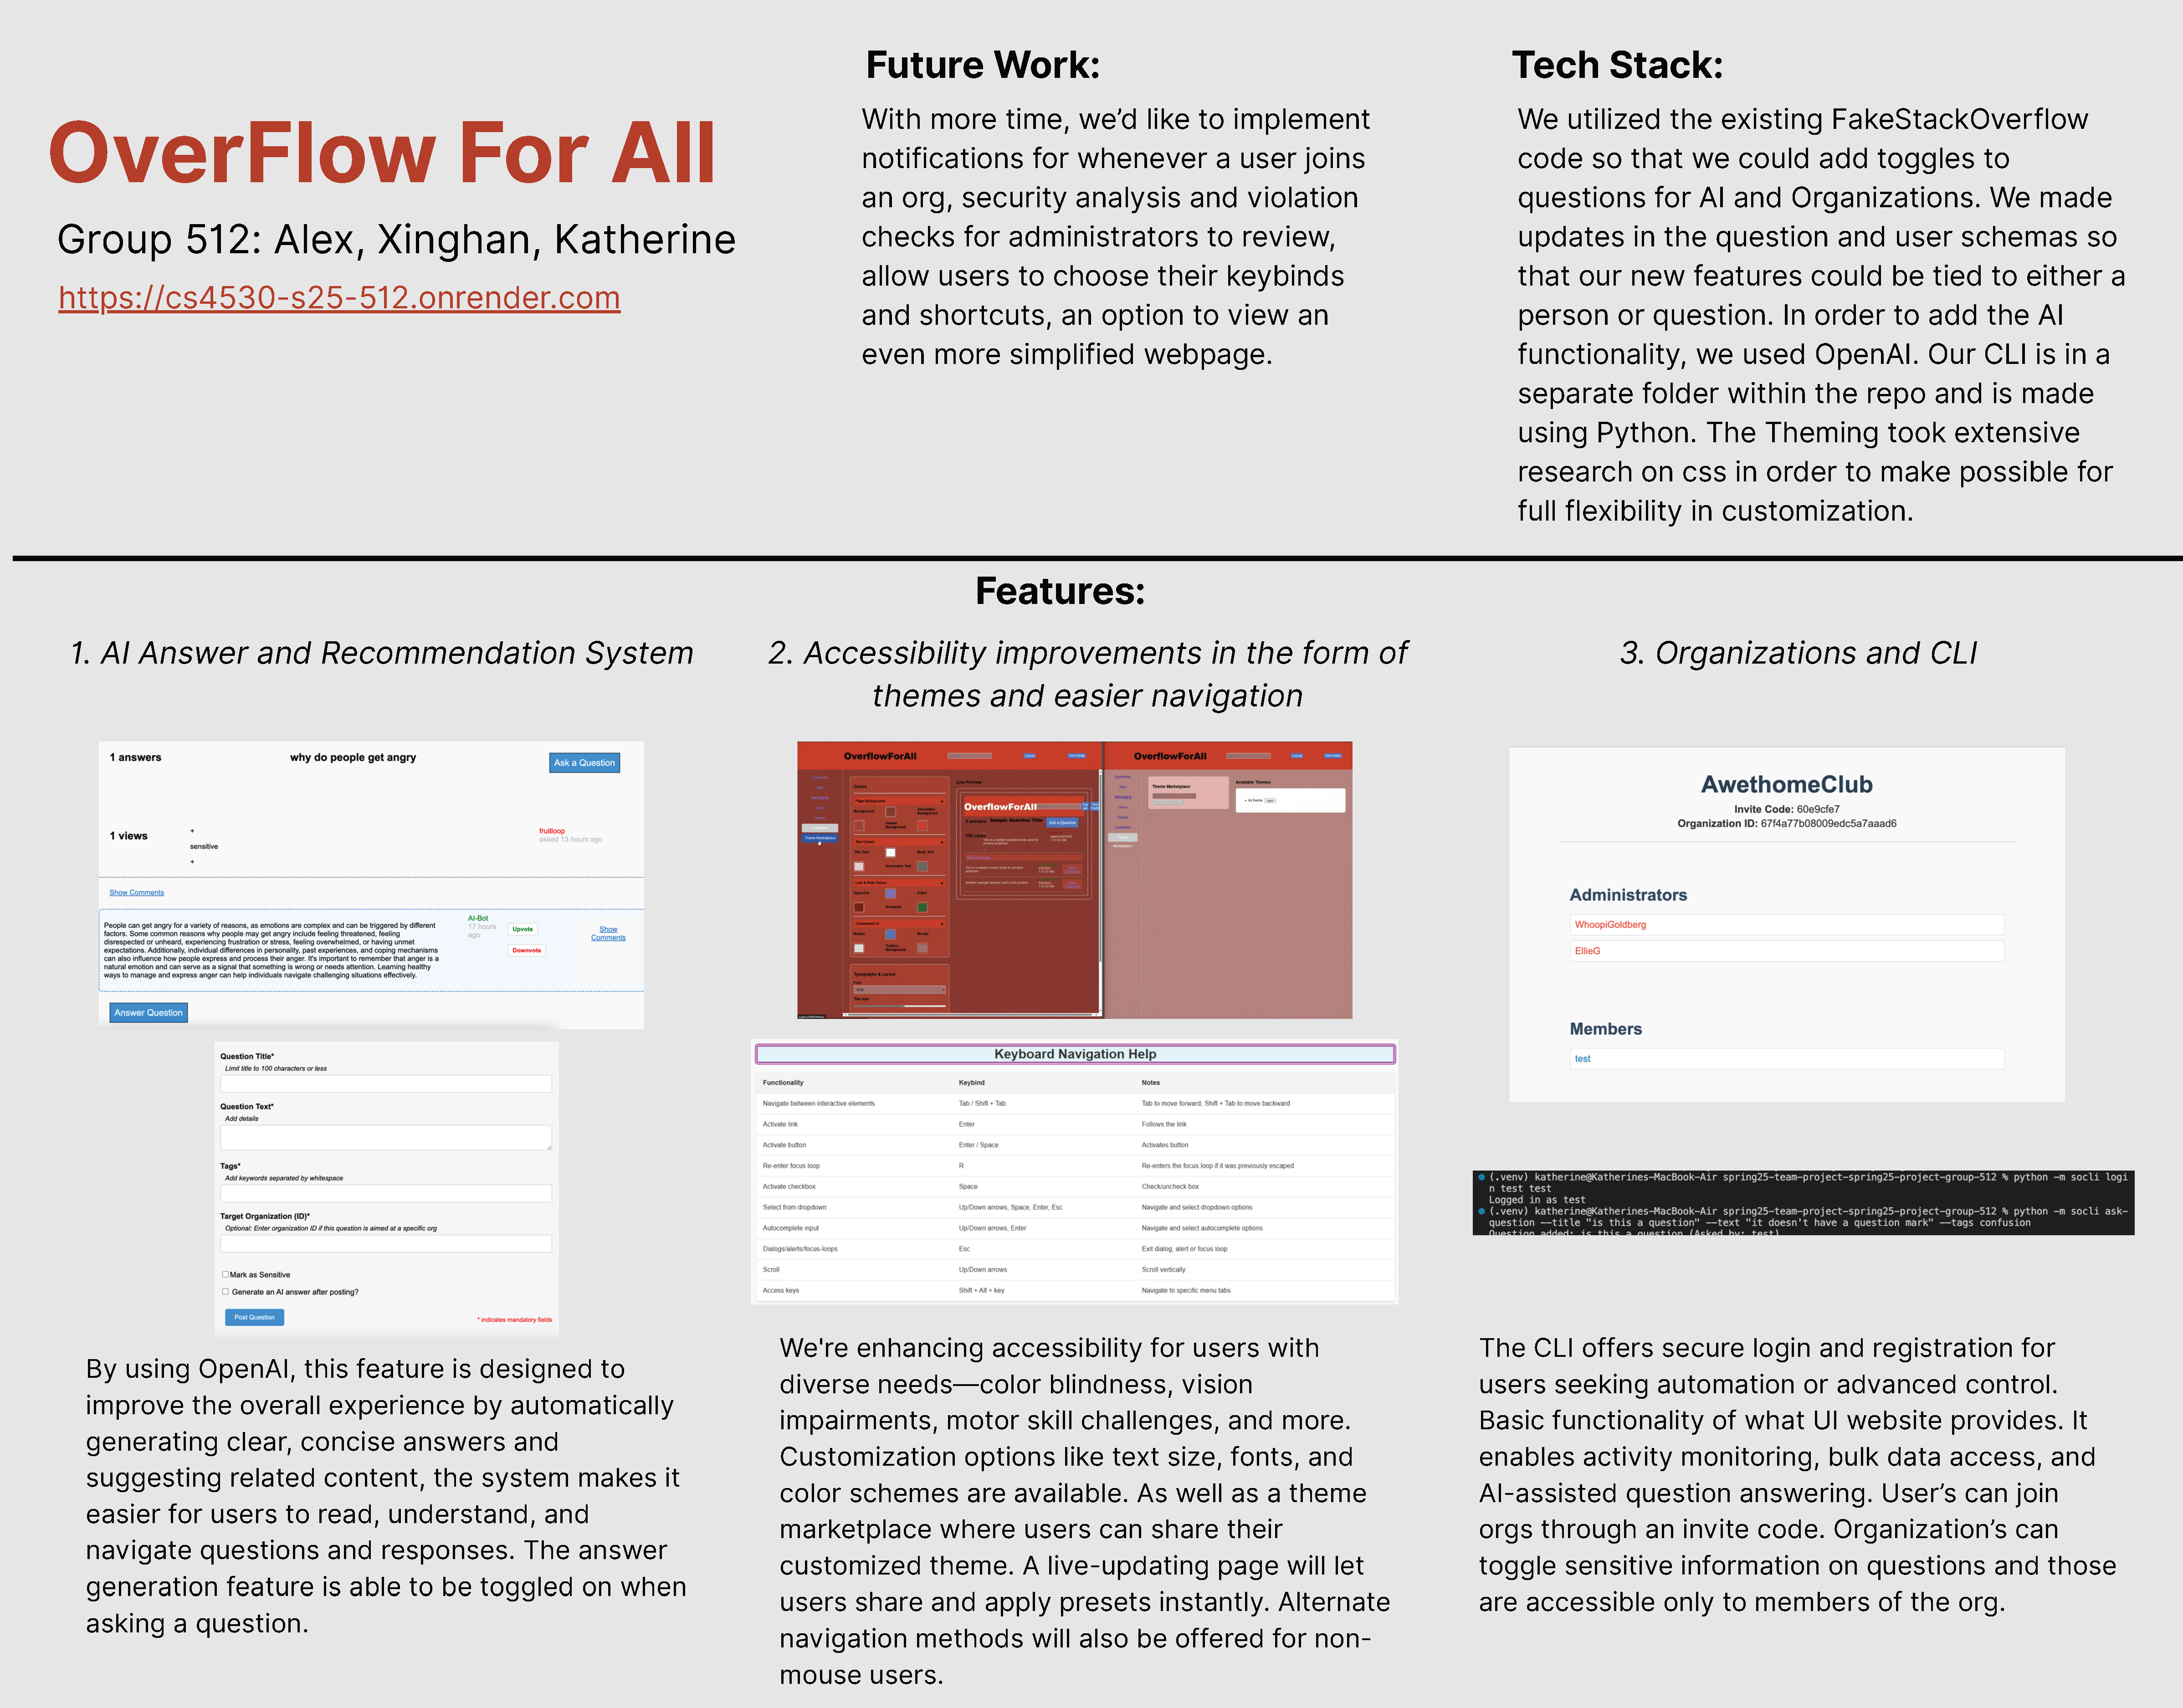 OverFlow For All
Group 512: Alex, Xinghan, Katherine
https://cs4530-s25-512.onrender.com
Future Work:
With more time, we’d like to implement
notifications for whenever a user joins
an org, security analysis and violation
checks for administrators to review,
allow users to choose their keybinds
and shortcuts, an option to view an
even more simplified webpage.
Tech Stack:
We utilized the existing FakeStackOverflow
code so that we could add toggles to
questions for AI and Organizations. We made
updates in the question and user schemas so
that our new features could be tied to either a
person or question. In order to add the AI
functionality, we used OpenAI. Our CLI is in a
separate folder within the repo and is made
using Python. The Theming took extensive
research on css in order to make possible for
full flexibility in customization.
Features:
1. AI Answer and Recommendation System
1 answers
why do people get angry
Ask a Question
1 views
+
sensitive
+
fruitloop
asked 13 hours ago
Show Comments
People can get angry for a variety of reasons, as emotions are complex and can be triggered by different
factors. Some common reasons why people may get angry include feeling threatened, feeling
disrespected or unheard, experiencing frustration or stress, feeling overwhelmed, or having unmet
expectations. Additionally, individual differences in personality, past experiences, and coping mechanisms
can also influence how people express and process their anger. It's important to remember that anger is a
natural emotion and can serve as a signal that something is wrong or needs attention. Learning healthy
ways to manage and express anger can help individuals navigate challenging situations effectively.
AI-Bot
17 hours
ago
Upvote
Downvote
Show
Comments
Answer Question
Question Title*
Limit title to 100 characters or less
Question Text*
Add details
Tags*
Add keywords separated by whitespace
Target Organization (ID)*
Optional: Enter organization ID if this question is aimed at a specific org
Mark as Sensitive
Generate an AI answer after posting?
Post Question
* indicates mandatory fields
By using OpenAI, this feature is designed to
improve the overall experience by automatically
generating clear, concise answers and
suggesting related content, the system makes it
easier for users to read, understand, and
navigate questions and responses. The answer
generation feature is able to be toggled on when
asking a question.
2. Accessibility improvements in the form of
themes and easier navigation
OverflowForAll
Live Preview
Colors
Page Background
OverflowForAll
Sample Question Title
Ask a Question
Text Colors
Title Text
Body Text
Secondary Text
Link & Rule Colors
Component UI
Typography & Layout
OverflowForAll
Theme Marketplace
Available Themes
Keyboard Navigation Help
Functionality Keybind Notes
Navigate between interactive elements Tab / Shift + Tab Tab to move forward, Shift + Tab to move backward
Activate link Enter Follows the link
Activate button Enter / Space Activates button
Re-enter focus loop R Re-enters the focus loop if it was previously escaped
Activate checkbox Space Check/uncheck box
Select from dropdown Up/Down arrows, Space, Enter, Esc Navigate and select dropdown options
Autocomplete input Up/Down arrows, Enter Navigate and select autocomplete options
Dialogs/alerts/focus-loops Esc Exit dialog, alert or focus loop
Scroll Up/Down arrows Scroll vertically
Access keys Shift + Alt + key Navigate to specific menu tabs
We're enhancing accessibility for users with
diverse needs—color blindness, vision
impairments, motor skill challenges, and more.
Customization options like text size, fonts, and
color schemes are available. As well as a theme
marketplace where users can share their
customized theme. A live-updating page will let
users share and apply presets instantly. Alternate
navigation methods will also be offered for non-
mouse users.
3. Organizations and CLI
AwethomeClub
Invite Code: 60e9cfe7
Organization ID: 67f4a77b08009edc5a7aaad6
Administrators
WhoopiGoldberg
EllieG
Members
test
(.venv) katherine@Katherines-MacBook-Air spring25-team-project-spring25-project-group-512 % python -m socli logi
n test test
Logged in as test
(.venv) katherine@Katherines-MacBook-Air spring25-team-project-spring25-project-group-512 % python -m socli ask-
question --title "is this a question" --text "it doesn't have a question mark" --tags confusion
Question added: is this a question (Asked by: test)
The CLI offers secure login and registration for
users seeking automation or advanced control.
Basic functionality of what UI website provides. It
enables activity monitoring, bulk data access, and
AI-assisted question answering. User’s can join
orgs through an invite code. Organization’s can
toggle sensitive information on questions and those
are accessible only to members of the org.